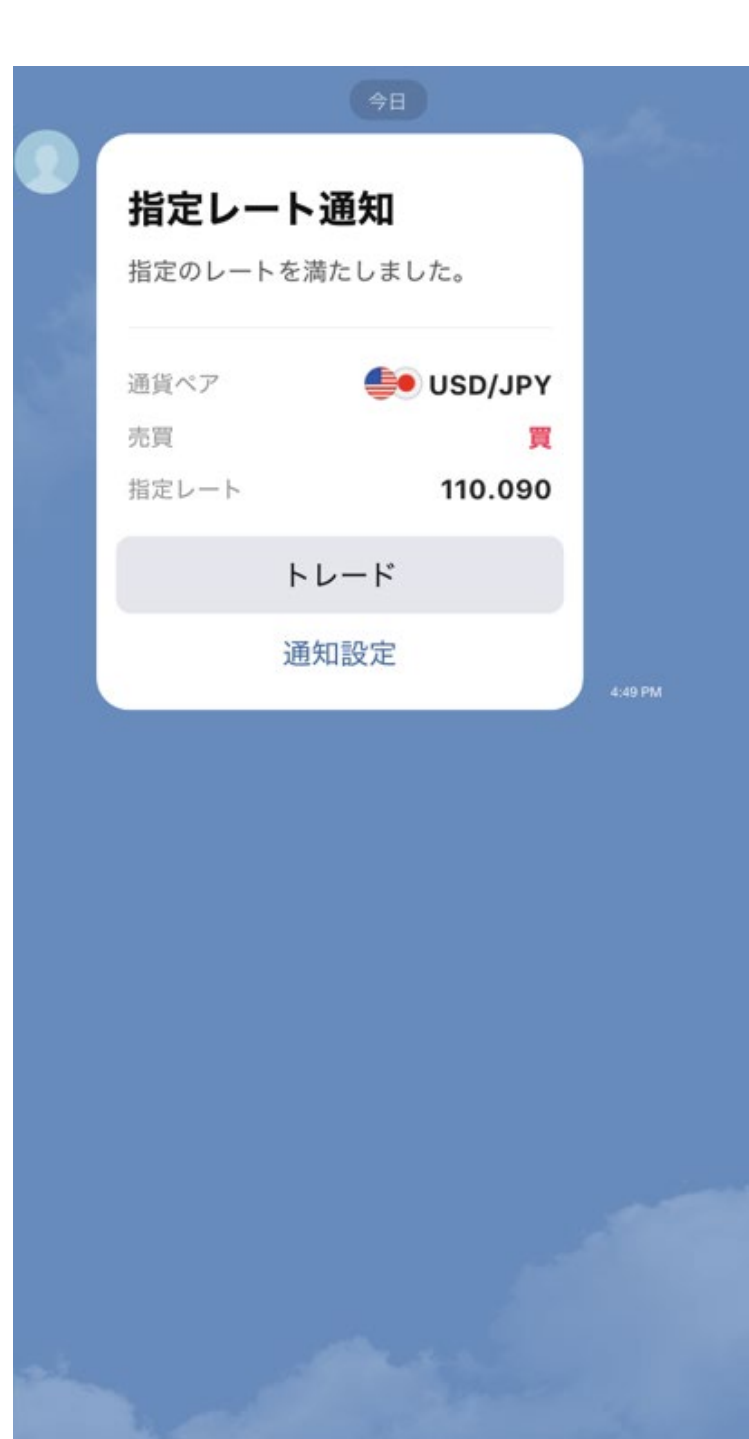 今日
指定レート通知
指定のレートを満たしました。
通貨ペア USD/JPY
売買 買
指定レート 110.090
トレード
通知設定
4:49 PM